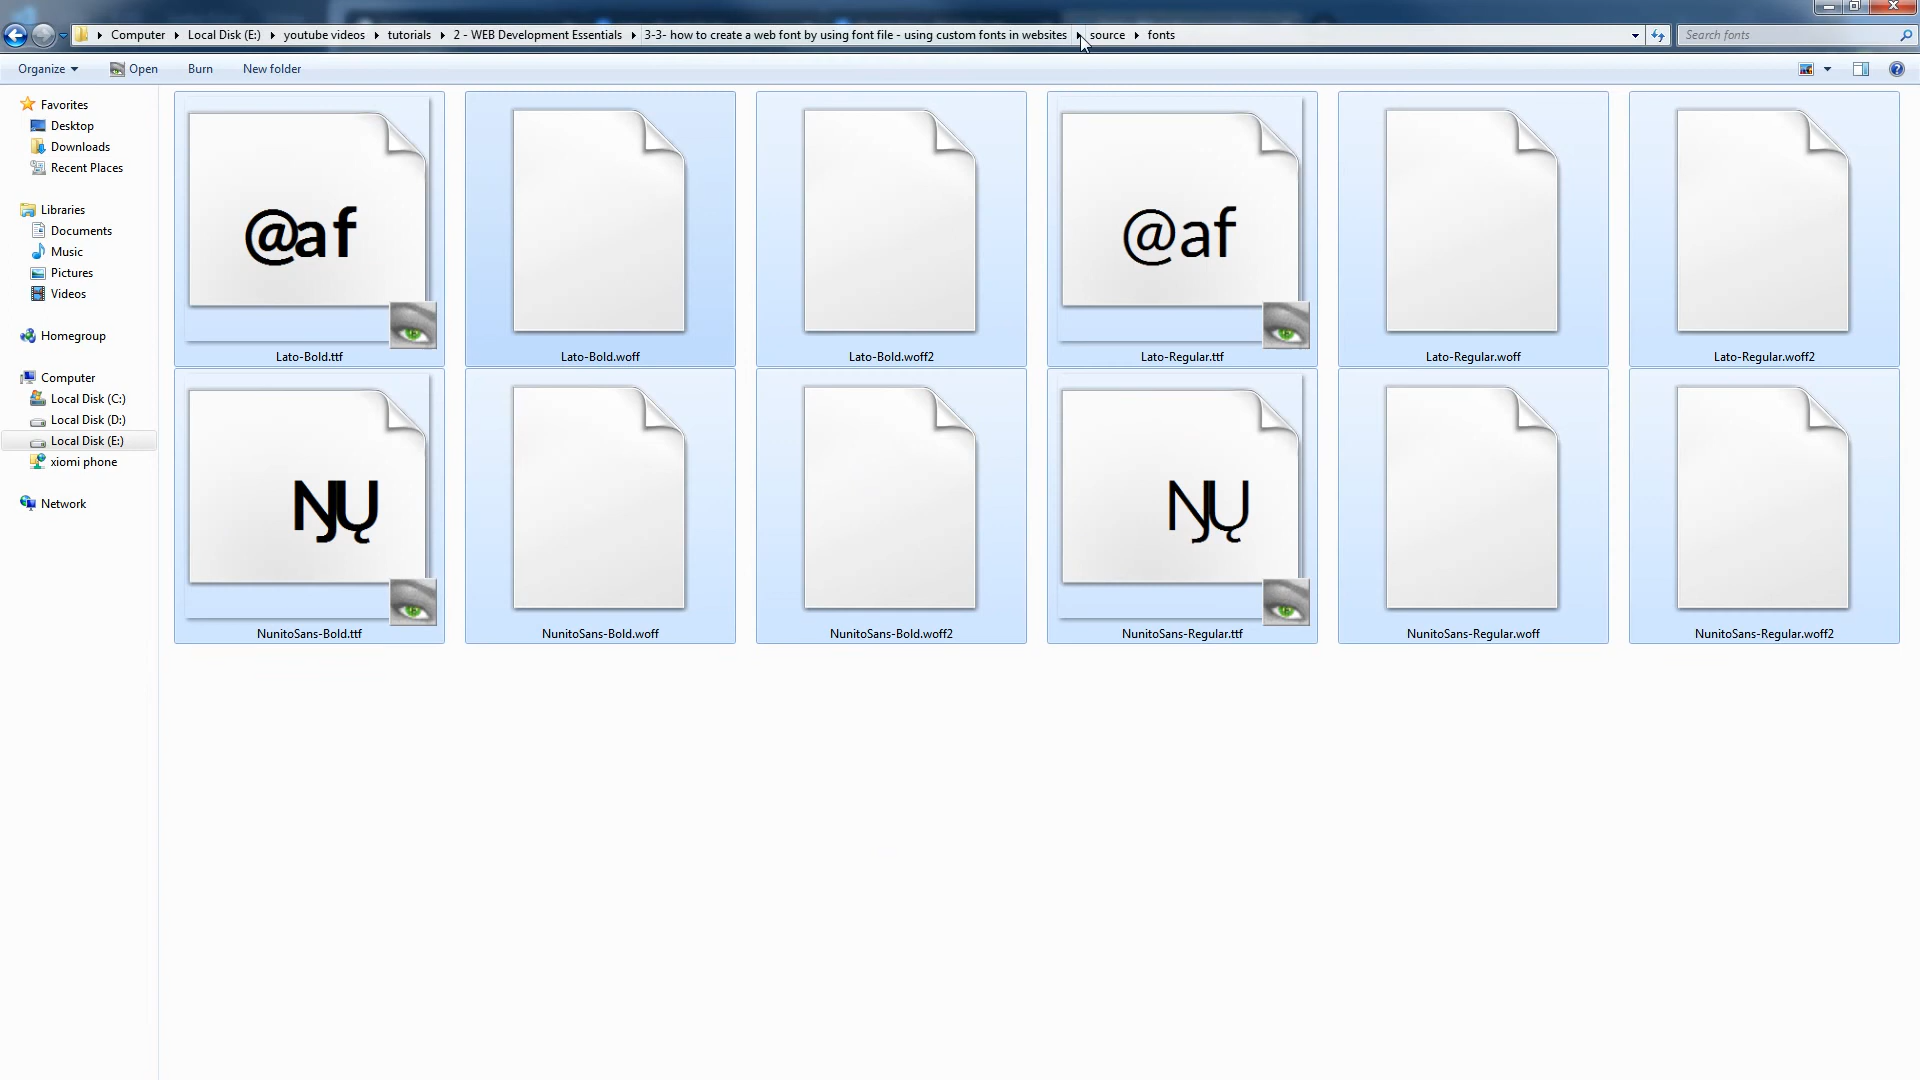 Computer Local Disk (E:) youtube videos tutorials 2 - WEB Development Essentials 3-3- how to create a web font by using font file - using custom fonts in websites source fonts Search fonts
Organize Open Burn New folder
Favorites
Desktop
Downloads
Recent Places
Libraries
Documents
Music
Pictures
Videos
Homegroup
Computer
Local Disk (C:)
Local Disk (D:)
Local Disk (E:)
xiomi phone
Network
@af @af
Lato-Bold.ttf Lato-Bold.woff Lato-Bold.woff2 Lato-Regular.ttf Lato-Regular.woff Lato-Regular.woff2
NunitoSans-Bold.ttf NunitoSans-Bold.woff NunitoSans-Bold.woff2 NunitoSans-Regular.ttf NunitoSans-Regular.woff NunitoSans-Regular.woff2